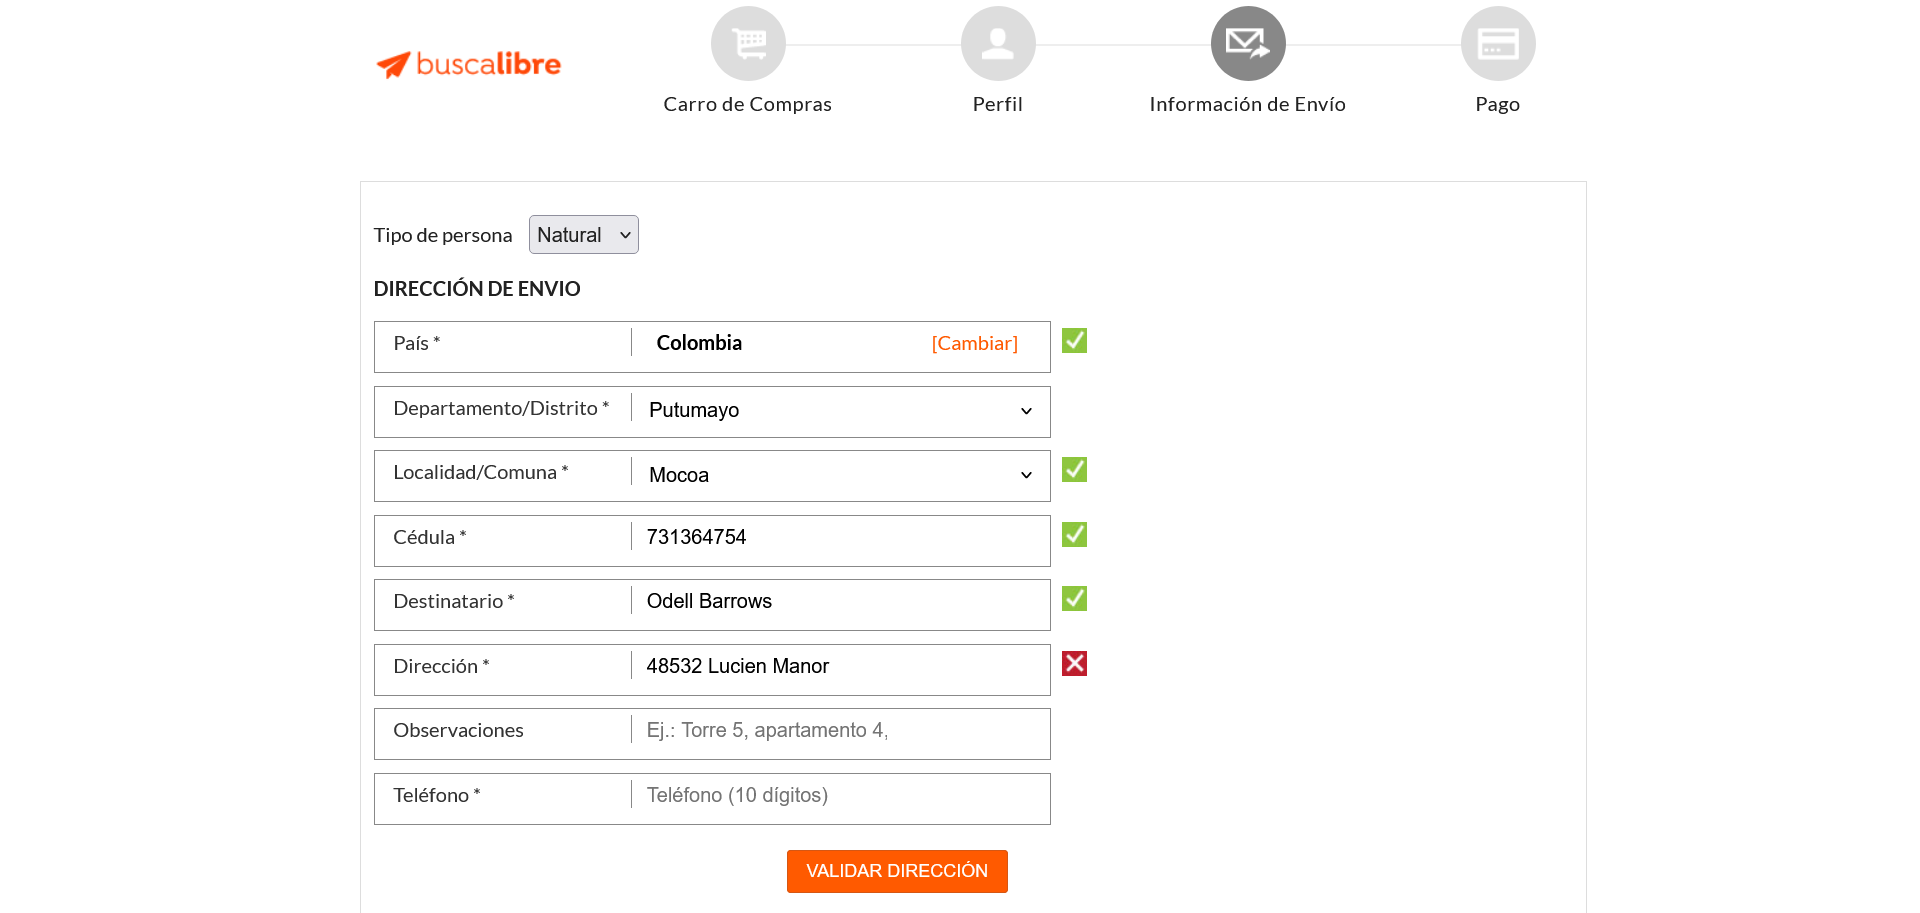 buscalibre
Carro de Compras
Perfil
Información de Envío
Pago
Tipo de persona Natural
DIRECCIÓN DE ENVIO
País * Colombia [Cambiar]
Departamento/Distrito * Putumayo
Localidad/Comuna * Mocoa
Cédula * 731364754
Destinatario * Odell Barrows
Dirección * 48532 Lucien Manor
Observaciones Ej.: Torre 5, apartamento 4,
Teléfono * Teléfono (10 dígitos)
VALIDAR DIRECCIÓN